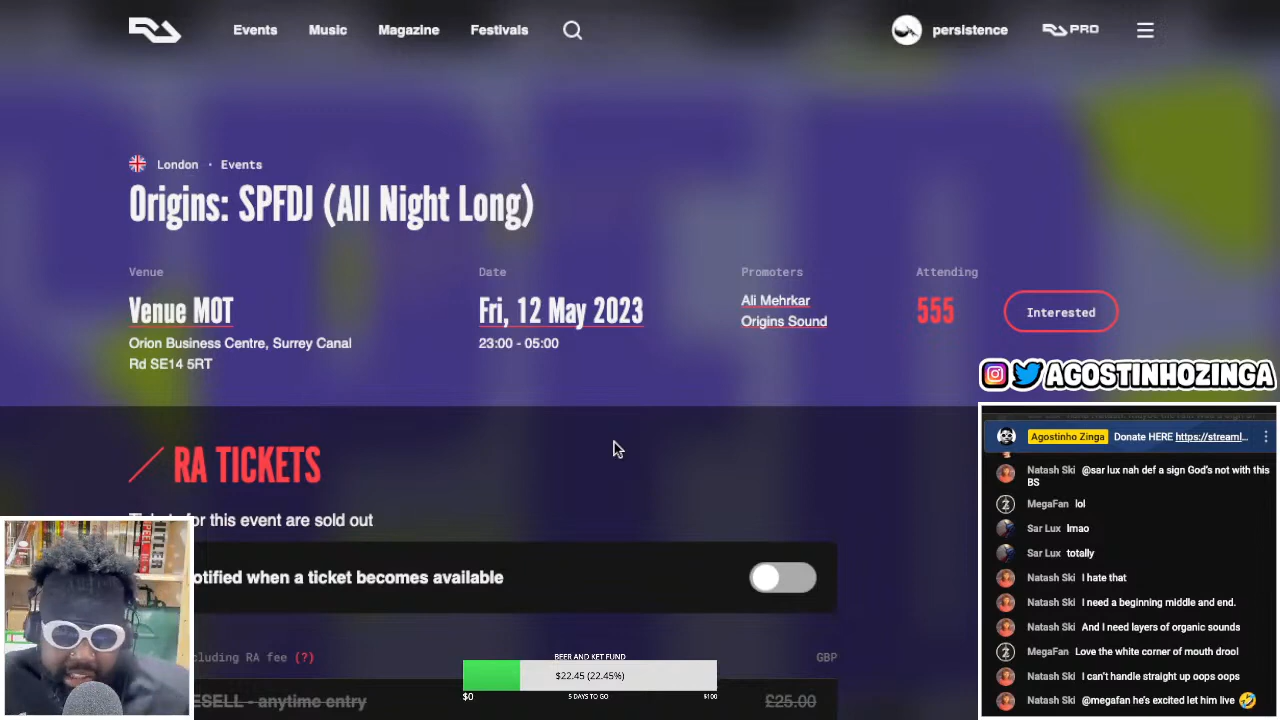 Events
Music
Magazine
Festivals
persistence
PRO
London · Events
Origins: SPFDJ (All Night Long)
Venue
Venue MOT
Orion Business Centre, Surrey Canal
Rd SE14 5RT
Date
Fri, 12 May 2023
23:00 - 05:00
Promoters
Ali Mehrkar
Origins Sound
Attending
555
Interested
RA TICKETS
for this event are sold out
otified when a ticket becomes available
cluding RA fee (?)
GBP
ESELL - anytime entry
£25.00
BEER AND KET FUND
$22.45 (22.45%)
$0
5 DAYS TO GO
$100
AGOSTINHOZINGA
Agostinho Zinga Donate HERE https://streaml...
Natash Ski @sar lux nah def a sign God's not with this
BS
MegaFan lol
Sar Lux lmao
Sar Lux totally
Natash Ski I hate that
Natash Ski I need a beginning middle and end.
Natash Ski And I need layers of organic sounds
MegaFan Love the white corner of mouth drool
Natash Ski I can't handle straight up oops oops
Natash Ski @megafan he's excited let him live 🤣